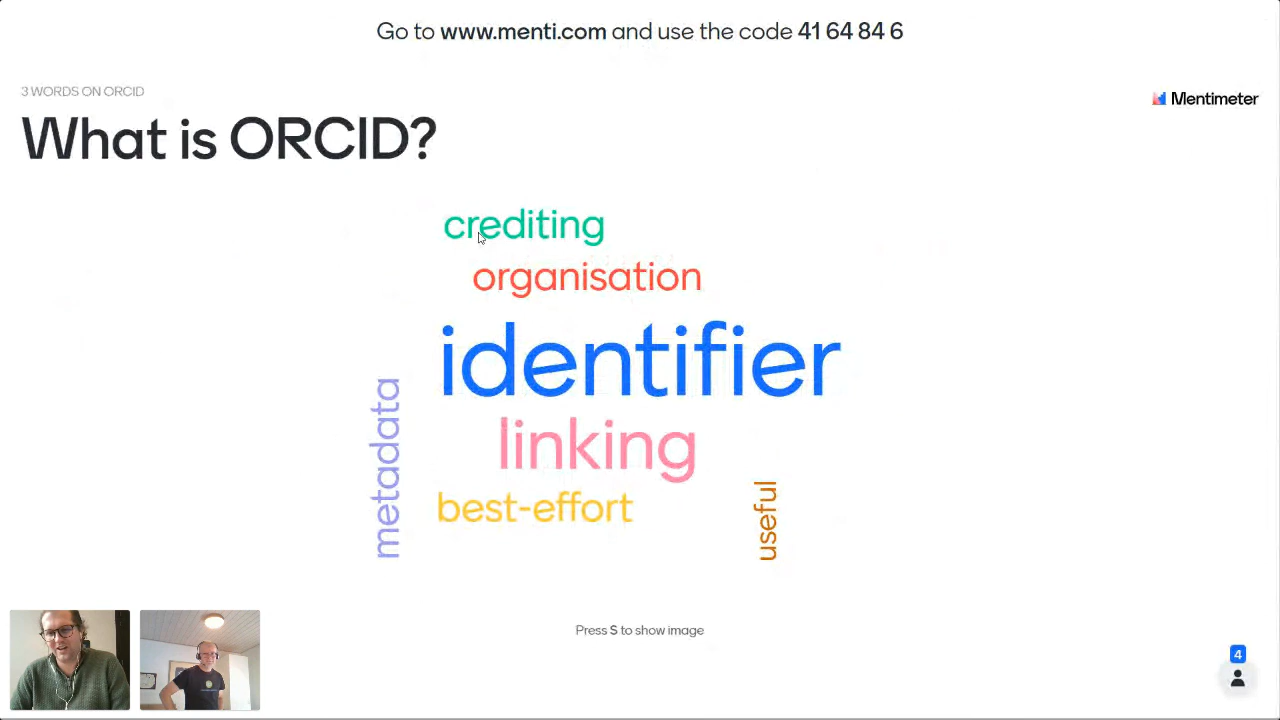 Go to www.menti.com and use the code 41 64 84 6
3 WORDS ON ORCID
Mentimeter
What is ORCID?
crediting
organisation
identifier
metadata
linking
best-effort
useful
Press S to show image
4